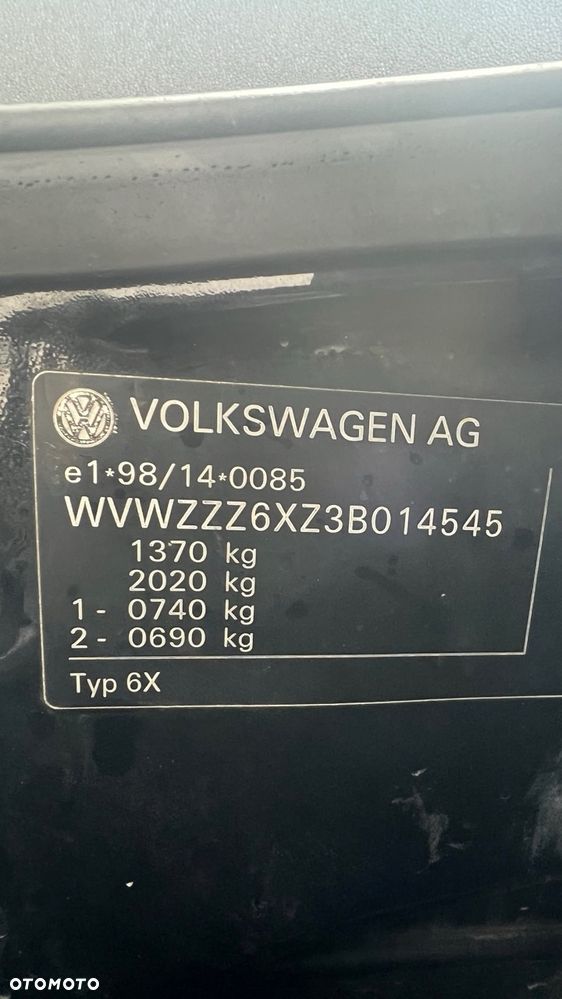 VOLKSWAGEN AG
e1*98/14*0085
WVWZZZ6XZ3B014545
1370 kg
2020 kg
1 - 0740 kg
2 - 0690 kg
Typ 6X
OTOMOTO